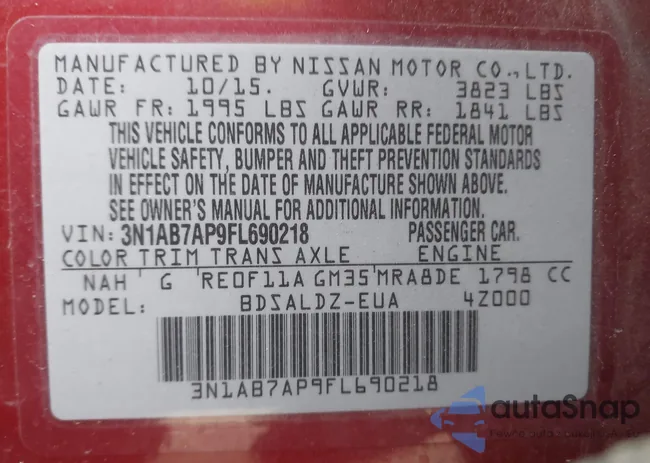 MANUFACTURED BY NISSAN MOTOR CO., LTD.
DATE: 10/15. GVWR: 3823 LBS
GAWR FR: 1995 LBS GAWR RR: 1841 LBS
THIS VEHICLE CONFORMS TO ALL APPLICABLE FEDERAL MOTOR
VEHICLE SAFETY, BUMPER AND THEFT PREVENTION STANDARDS
IN EFFECT ON THE DATE OF MANUFACTURE SHOWN ABOVE.
SEE OWNER'S MANUAL FOR ADDITIONAL INFORMATION.
VIN: 3N1AB7AP9FL690218 PASSENGER CAR.
COLOR TRIM TRANS AXLE ENGINE
NAH G RE0F11A GM35 MRA8DE 1798 CC
MODEL: BDSALDZ-EUA 4Z000
3N1AB7AP9FL690218
autaSnap